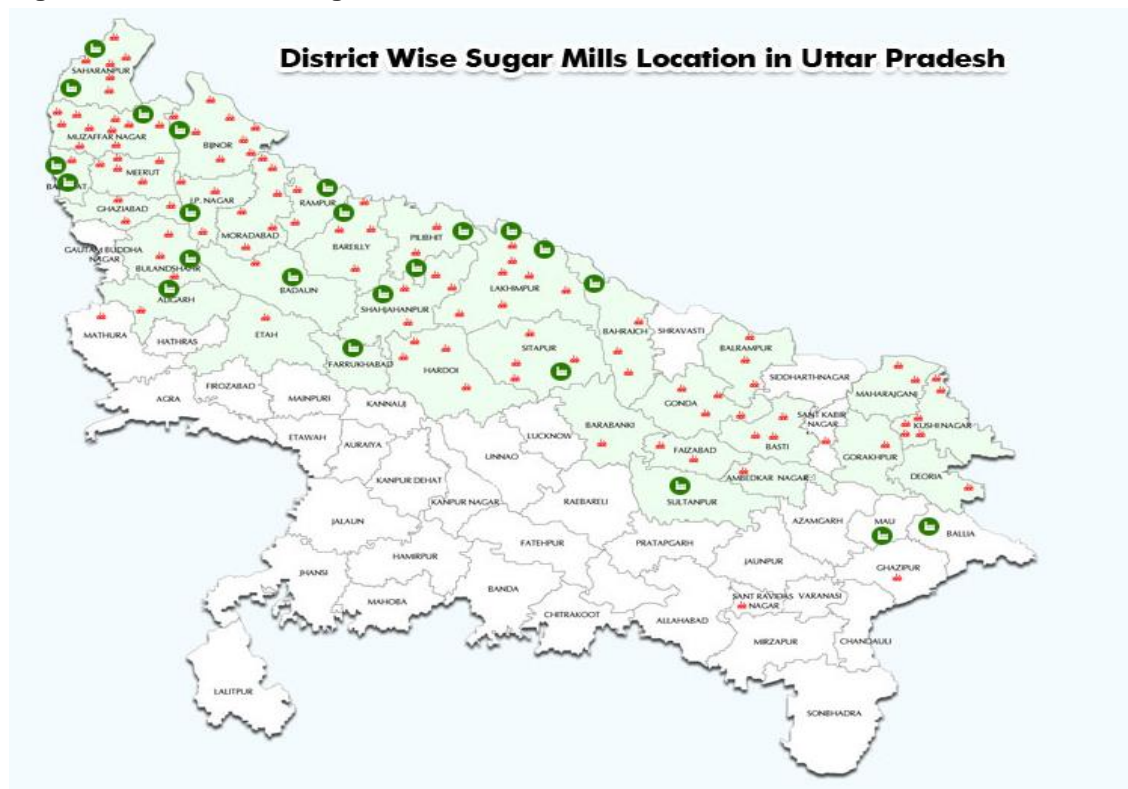 District Wise Sugar Mills Location in Uttar Pradesh
SAHARANPUR
MUZAFFAR NAGAR
BIJNOR
MEERUT
J.P. NAGAR
RAMPUR
GHAZIABAD
MORADABAD
BAREILLY
PILIBHIT
GAUTAM BUDDHA
NAGAR
BULANDSHAHR
BADAUN
LAKHIMPUR
SHAHJAHANPUR
ALIGARH
MATHURA
HATHRAS
ETAH
FARRUKHABAD
HARDOI
SITAPUR
BAHRAICH
SHRAVASTI
BALRAMPUR
SIDDHARTHNAGAR
MAHARAJGANJ
AGRA
FIROZABAD
MAINPURI
KANNAUJ
GONDA
SANT KABIR
NAGAR
KUSHI NAGAR
ETAWAH
AURAIYA
LUCKNOW
BARABANKI
FAIZABAD
BASTI
GORAKHPUR
UNNAO
KANPUR DEHAT
KANPUR NAGAR
RAEBARELI
SULTANPUR
AMBEDKAR NAGAR
DEORIA
JALAUN
HAMIRPUR
FATEHPUR
PRATAPGARH
AZAMGARH
MAU
BALLIA
JAUNPUR
GHAZIPUR
JHANSI
MAHOBA
BANDA
CHITRAKOOT
ALLAHABAD
SANT RAVIDAS
NAGAR
VARANASI
MIRZAPUR
CHANDAULI
LALITPUR
SONBHADRA